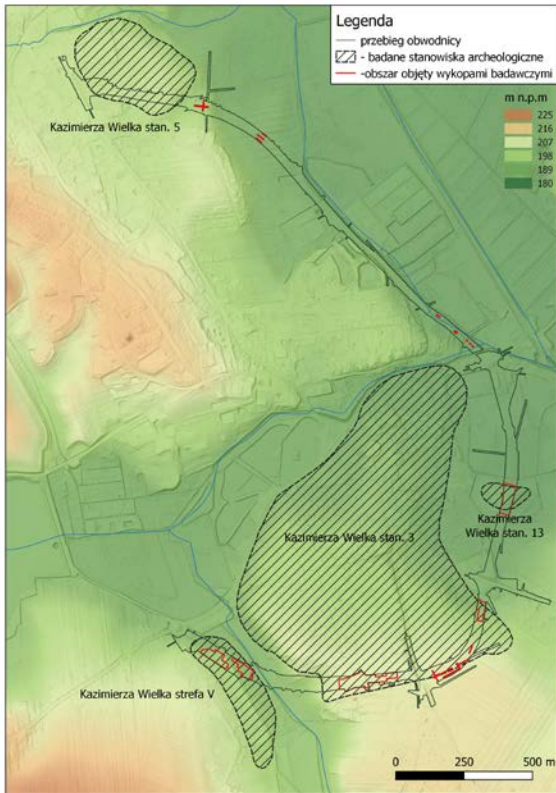 Legenda
przebieg obwodnicy
- badane stanowiska archeologiczne
-obszar objęty wykopami badawczymi
m n.p.m
225
216
207
198
189
180
Kazimierza Wielka stan. 5
Kazimierza Wielka stan. 3
Kazimierza
Wielka stan. 13
Kazimierza Wielka strefa V
0 250 500 m